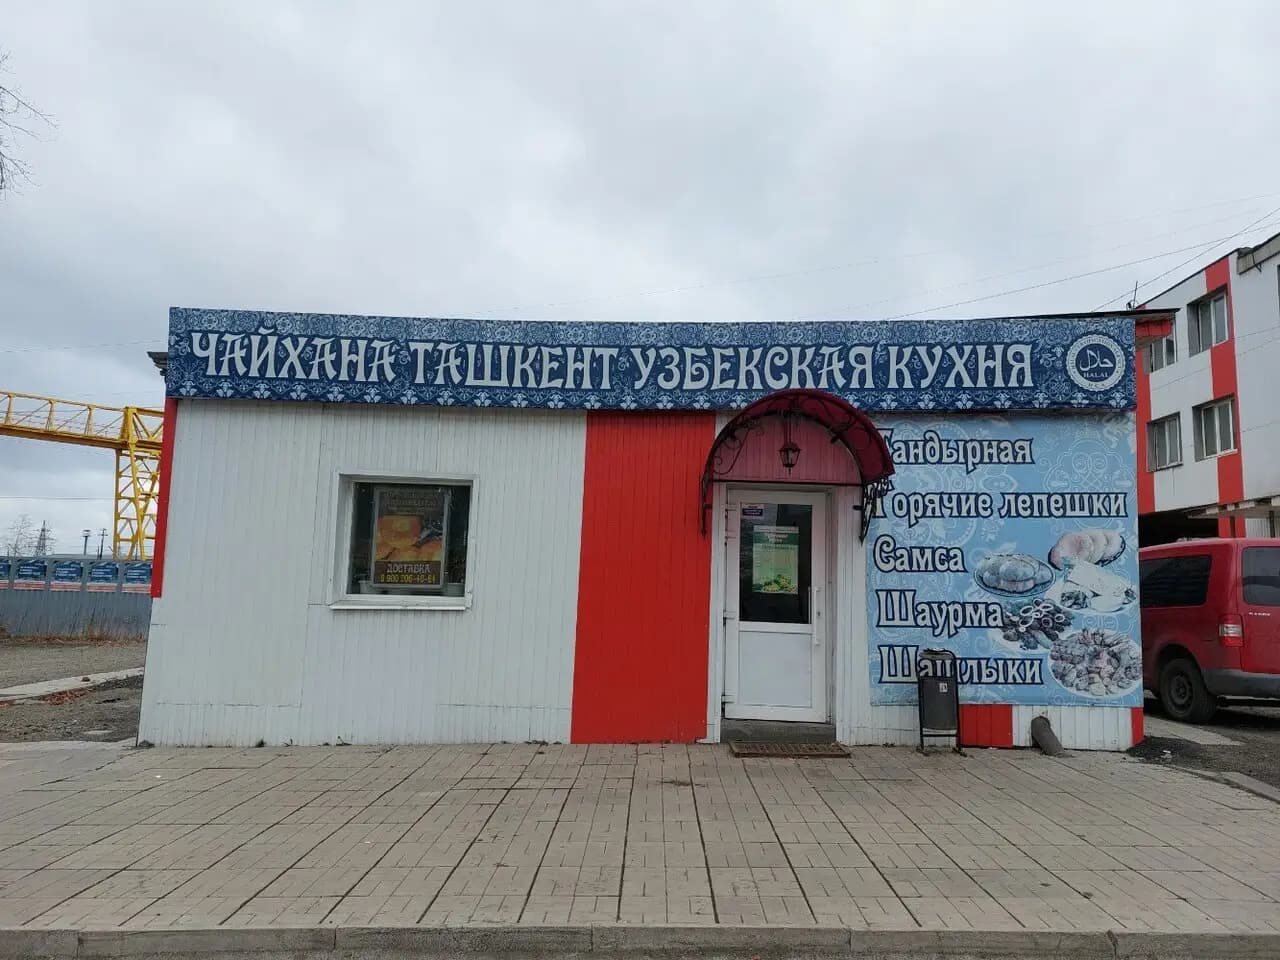 ЧАЙХАНА ТАШКЕНТ УЗБЕКСКАЯ КУХНЯ
HALAL
Тандырная
Горячие лепешки
Самса
Шаурма
Шашлыки
ДОСТАВКА